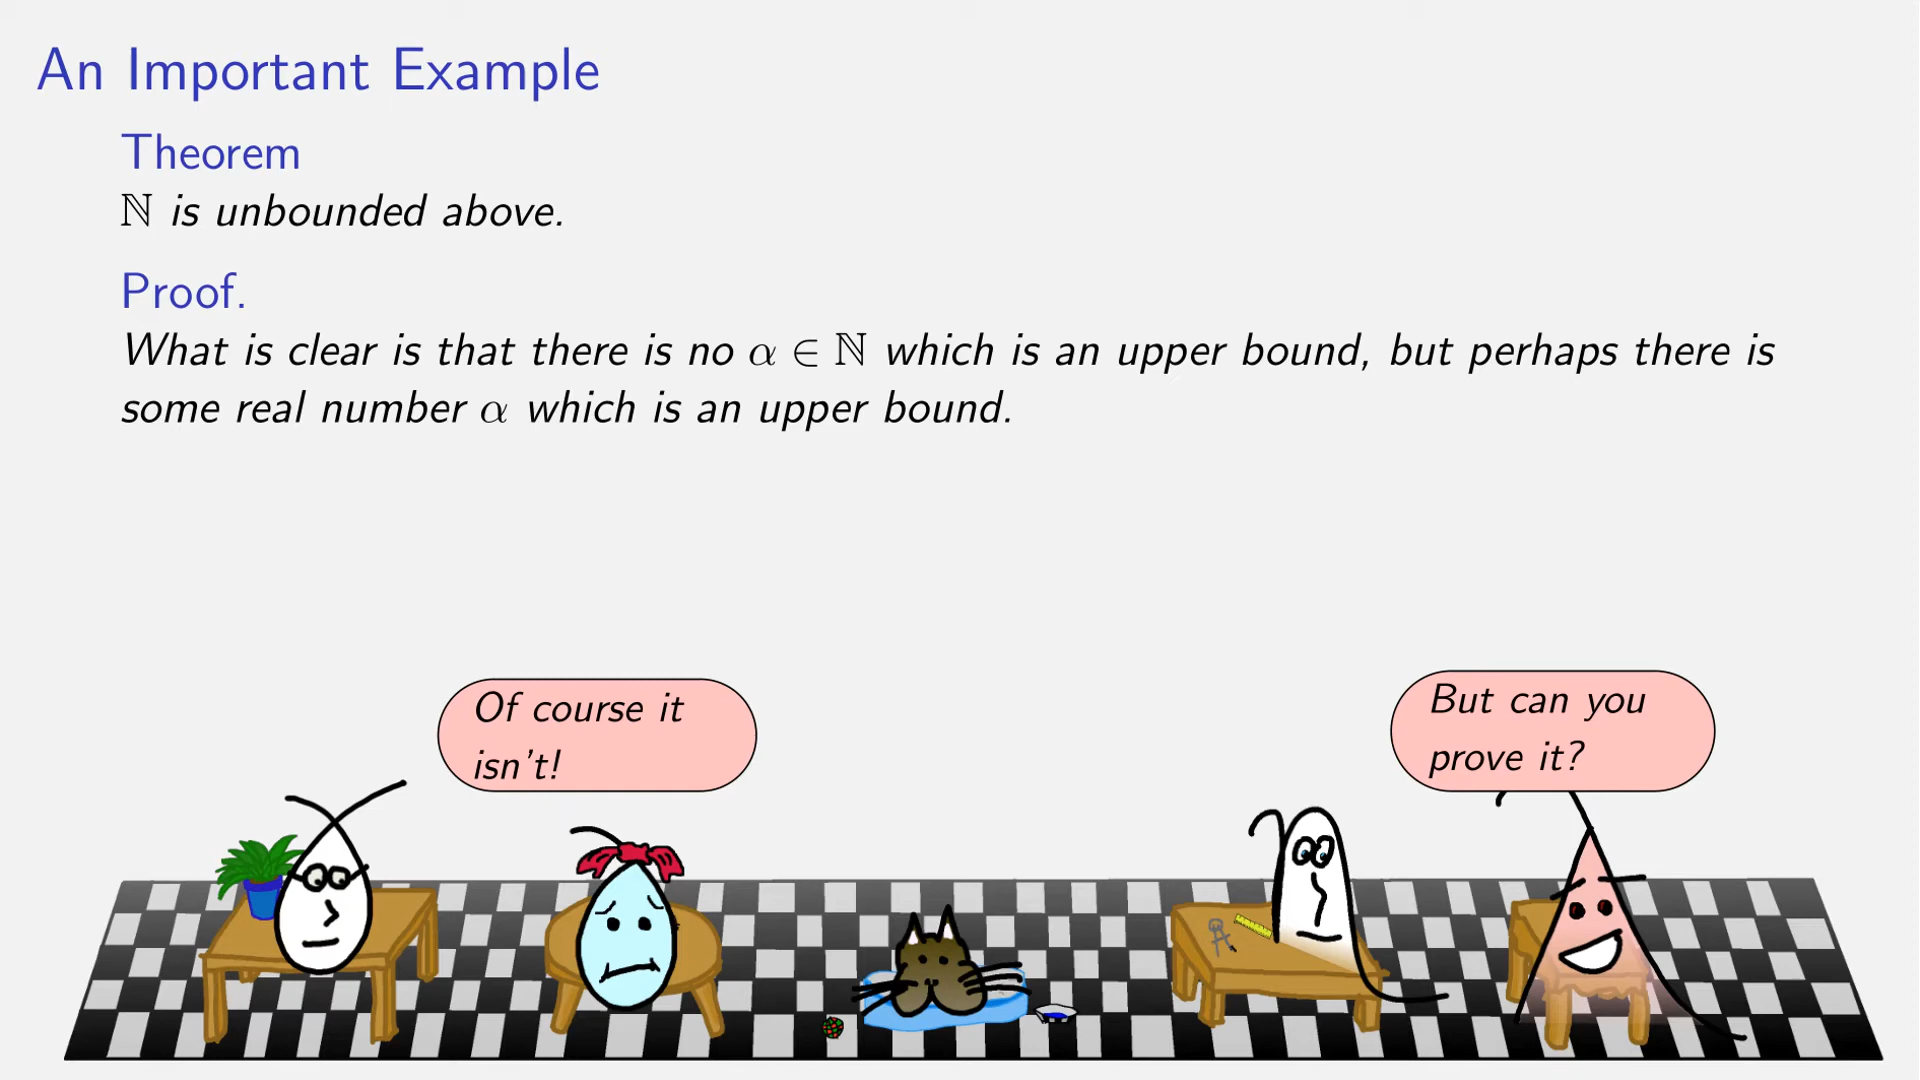 An Important Example
Theorem
ℕ is unbounded above.
Proof.
What is clear is that there is no α ∈ ℕ which is an upper bound, but perhaps there is
some real number α which is an upper bound.
Of course it
isn't!
But can you
prove it?